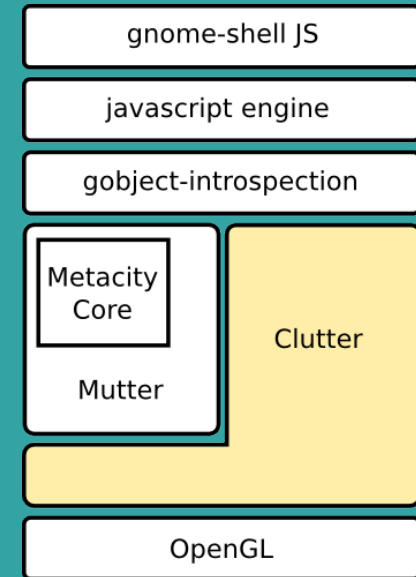 gnome-shell JS
javascript engine
gobject-introspection
Metacity
Core
Clutter
Mutter
OpenGL